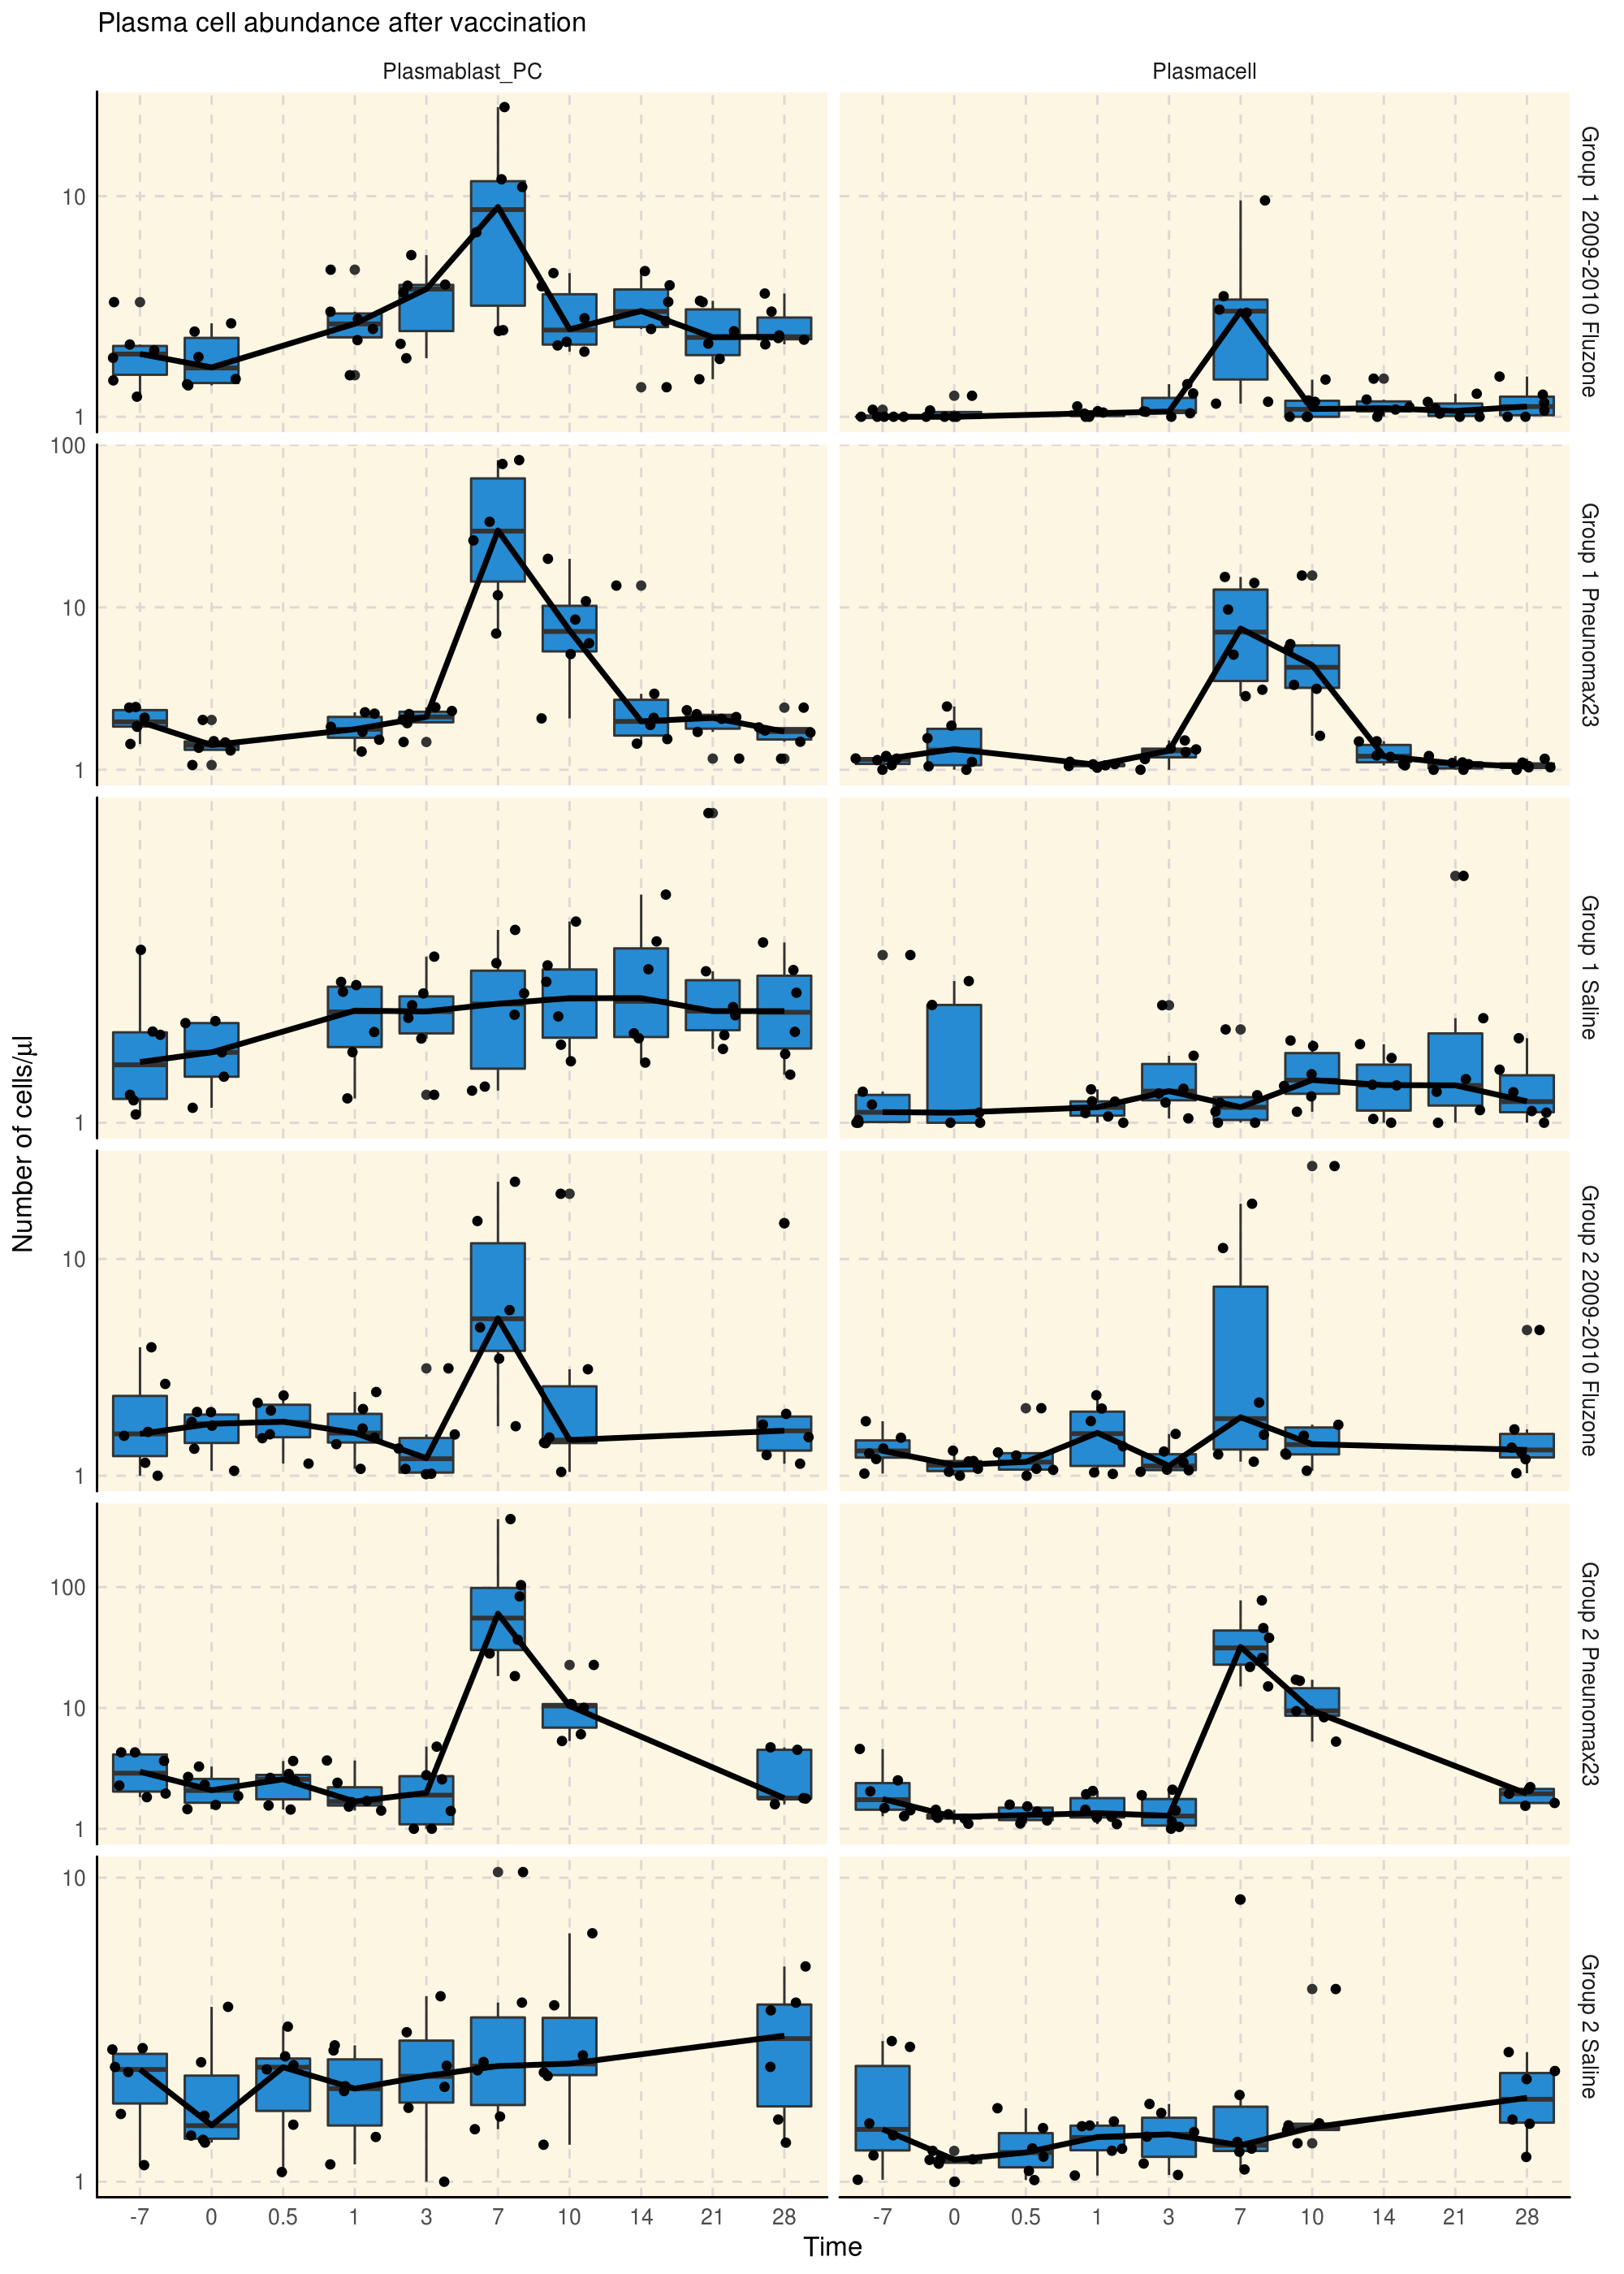 Plasma cell abundance after vaccination
Plasmablast_PC
Plasmacell
10
1
Group 1 2009-2010 Fluzone
100
10
1
Group 1 Pneunomax23
1
Group 1 Saline
Nnumber of cells/µl
10
1
Group 2 2009-2010 Fluzone
100
10
1
Group 2 Pneunomax23
10
1
Group 2 Saline
-7 0 0.5 1 3 7 10 14 21 28
-7 0 0.5 1 3 7 10 14 21 28
Time